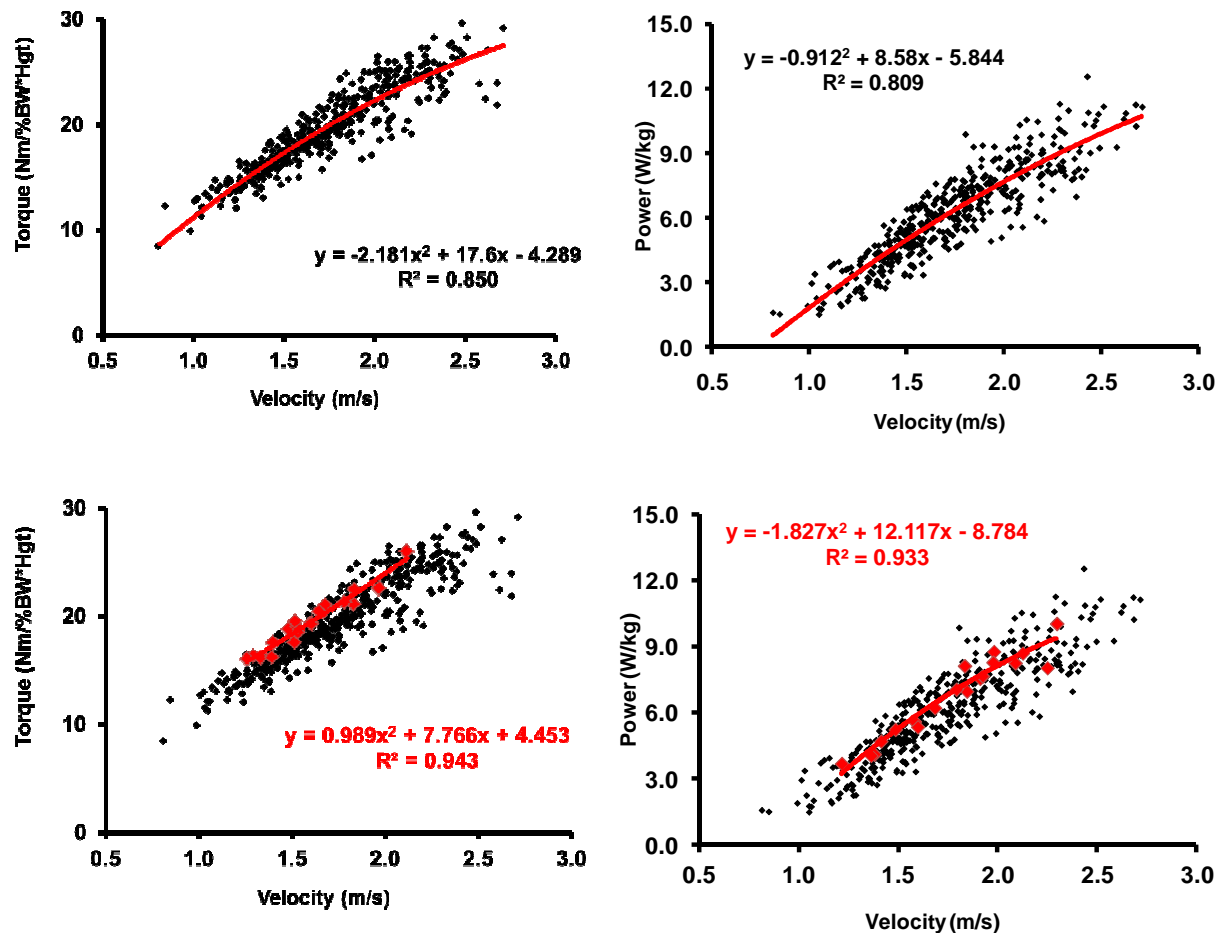 Torque (Nm/%BW*Hgt)
30
20
10
0
0.5 1.0 1.5 2.0 2.5 3.0
Velocity (m/s)
y = -2.181x² + 17.6x - 4.289
R² = 0.850
Power (W/kg)
15.0
12.0
9.0
6.0
3.0
0.0
0.5 1.0 1.5 2.0 2.5 3.0
Velocity (m/s)
y = -0.912² + 8.58x - 5.844
R² = 0.809
Torque (Nm/%BW*Hgt)
30
20
10
0
0.5 1.0 1.5 2.0 2.5 3.0
Velocity (m/s)
y = 0.989x² + 7.766x + 4.453
R² = 0.943
Power (W/kg)
15.0
12.0
9.0
6.0
3.0
0.0
0.5 1.0 1.5 2.0 2.5 3.0
Velocity (m/s)
y = -1.827x² + 12.117x - 8.784
R² = 0.933